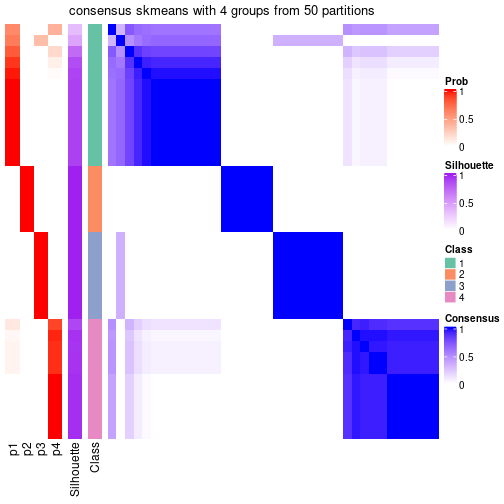 consensus skmeans with 4 groups from 50 partitions
Prob
1
0.5
0
Silhouette
1
0.5
0
Class
1
2
3
4
Consensus
1
0.5
0
p1
p2
p3
p4
Silhouette
Class